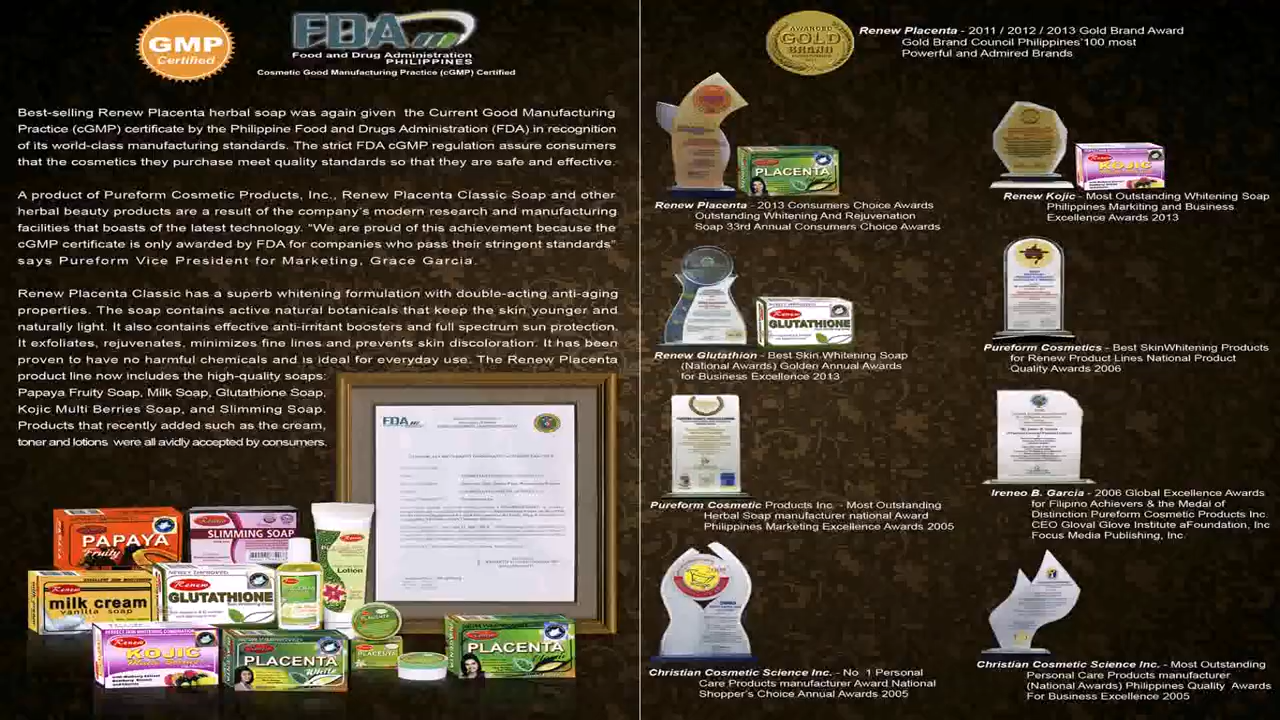 GMP
Certified
FDA
Food and Drug Administration
PHILIPPINES
Cosmetic Good Manufacturing Practice (cGMP) Certified
Best-selling Renew Placenta herbal soap was again given the Current Good Manufacturing
Practice (cGMP) certificate by the Philippine Food and Drugs Administration (FDA) in recognition
of its world-class manufacturing standards. The strict FDA cGMP regulation assure consumers
that the cosmetics they purchase meet quality standards so that they are safe and effective.
A product of Pureform Cosmetic Products, Inc., Renew Placenta Classic Soap and other
herbal beauty products are a result of the company's modern research and manufacturing
facilities that boasts of the latest technology. "We are proud of this achievement because the
cGMP certificate is only awarded by FDA for companies who pass their stringent standards"
says Pureform Vice President for Marketing, Grace Garcia.
Renew Placenta Classic has a superb whitening formulation with double-acting anti-aging
properties. The soap contains active natural botanicals that keep the skin younger and
naturally light. It also contains effective anti-irritant boosters and full spectrum sun protection.
It exfoliates, rejuvenates, minimizes fine lines and prevents skin discoloration. It has been
proven to have no harmful chemicals and is ideal for everyday use. The Renew Placenta
product line now includes the high-quality soaps:
Papaya Fruity Soap, Milk Soap, Glutathione Soap,
Kojic Multi Berries Soap, and Slimming Soap.
Products that recently added such as the cream,
toner and lotions were all avidly accepted by consumers
FDA
PAPAYA
Fruity
Renew
SLIMMING SOAP
Renew
Lotion
Renew
milk cream
vanilla soap
NEWLY IMPROVED
Renew
GLUTATHIONE
Renew
KOJIC
PLACENTA
White
PLACENTA
PLACENTA
AWARDED
GOLD
BRAND
Renew Placenta - 2011 / 2012 / 2013 Gold Brand Award
Gold Brand Council Philippines'100 most
Powerful and Admired Brands
PLACENTA
Renew Placenta - 2013 Consumers Choice Awards
Outstanding Whitening And Rejuvenation
Soap 33rd Annual Consumers Choice Awards
Renew
KOJIC
Renew Kojic - Most Outstanding Whitening Soap
Philippines Markiting and Business
Excellence Awards 2013
Renew
GLUTATHIONE
Renew Glutathion - Best Skin Whitening Soap
(National Awards) Golden Annual Awards
for Business Excellence 2013
Pureform Cosmetics - Best SkinWhitening Products
for Renew Product Lines National Product
Quality Awards 2006
Pureform Cosmetic Products Inc. - Most Outstanding
Herbal Soap manufacturer national Award
Philippines Marketing Excellence Awards 2005
Ireneo B. Garcia - 2006 Global Excellence Awards
for Filipino Achievers & the Medal of
Distinction Pureform Cosmetic Products Inc.
CEO Gloval Glove Institute aFoundation, Inc
Focus Media Publishing, Inc.
Christian Cosmetic Science Inc. - No. 1 Personal
Care Products manufacturer Award National
Shopper's Choice Annual Awards 2005
Christian Cosmetic Science Inc. - Most Outstanding
Personal Care Products manufacturer
(National Awards) Philippines Quality Awards
For Business Excellence 2005